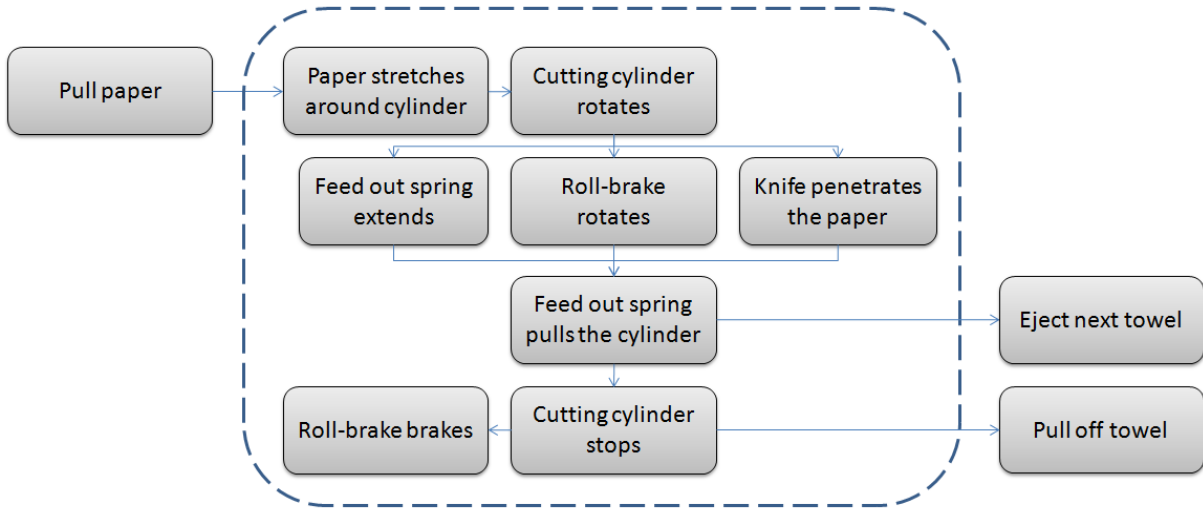 Pull paper
Paper stretches
around cylinder
Cutting cylinder
rotates
Feed out spring
extends
Roll-brake
rotates
Knife penetrates
the paper
Feed out spring
pulls the cylinder
Eject next towel
Roll-brake brakes
Cutting cylinder
stops
Pull off towel